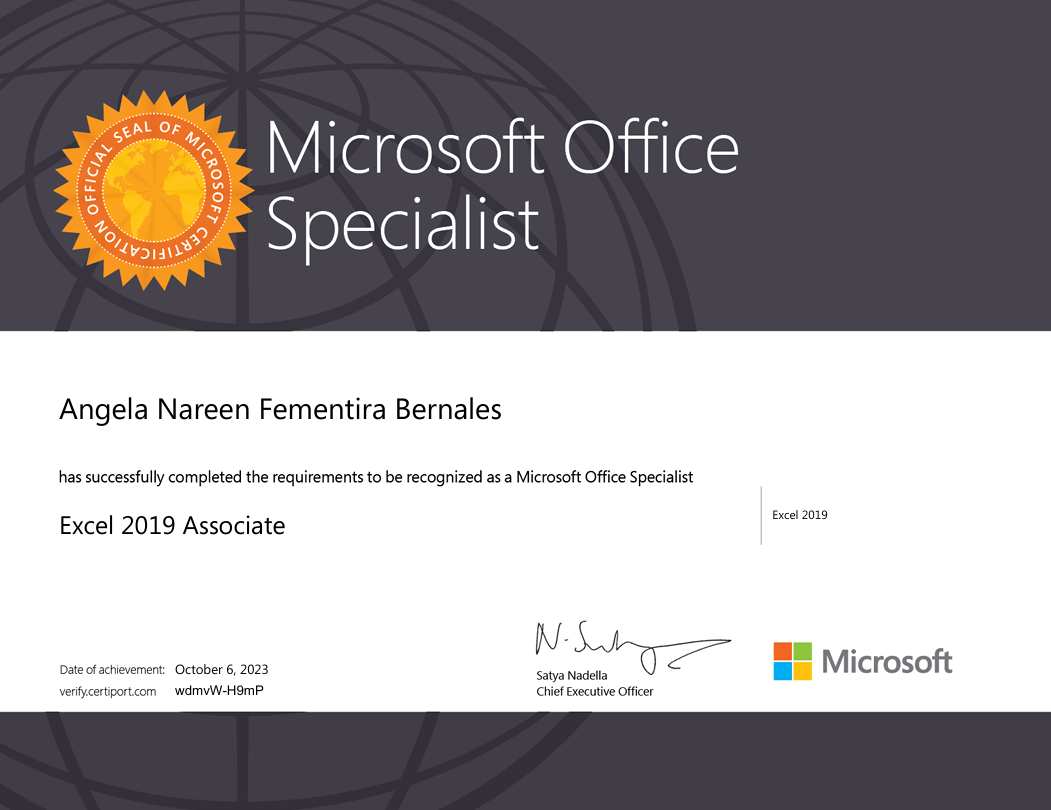 OFFICIAL SEAL OF MICROSOFT CERTIFICATION
Microsoft Office
Specialist
Angela Nareen Fementira Bernales
has successfully completed the requirements to be recognized as a Microsoft Office Specialist
Excel 2019 Associate
Excel 2019
Date of achievement: October 6, 2023
verify.certiport.com wdmvW-H9mP
Satya Nadella
Chief Executive Officer
Microsoft